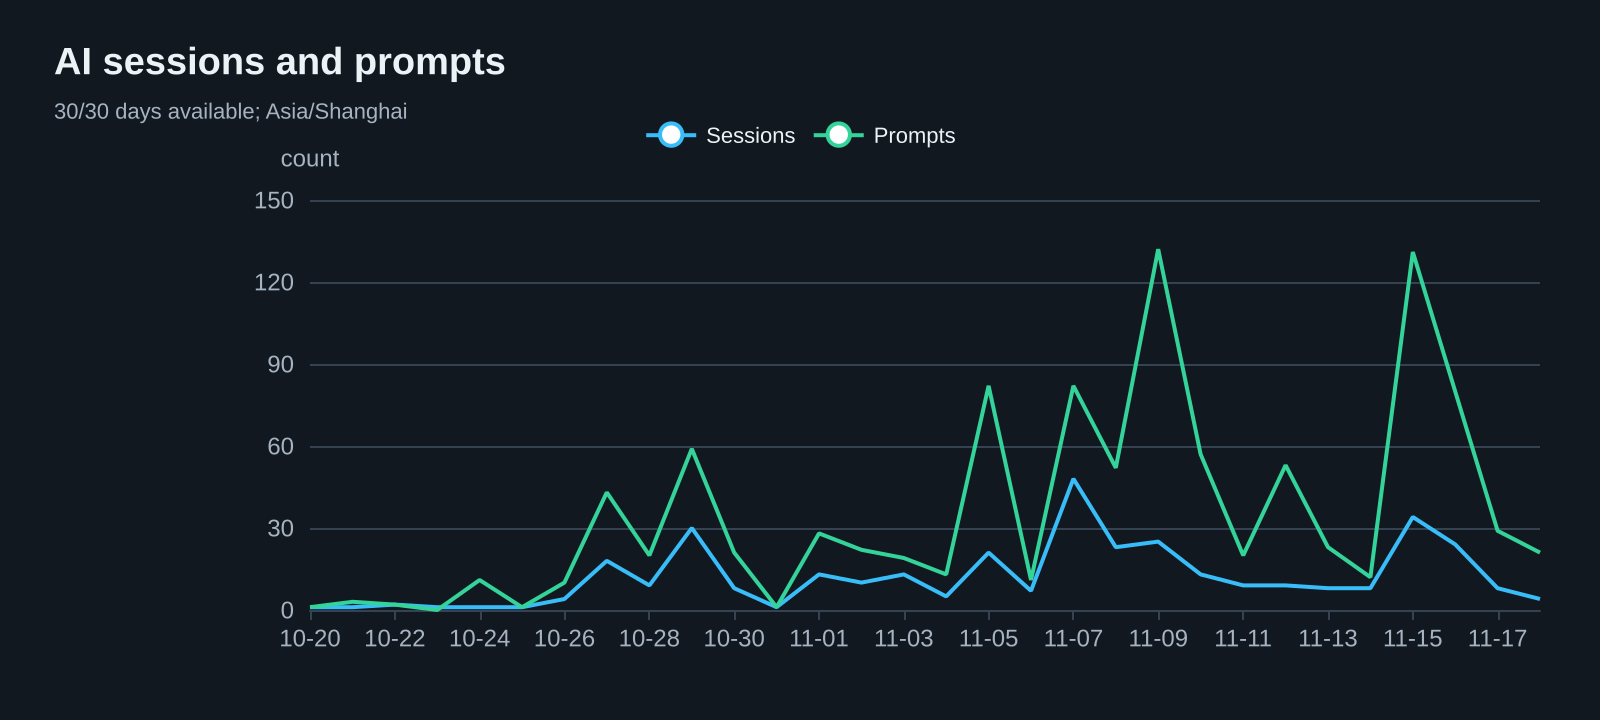 AI sessions and prompts
30/30 days available; Asia/Shanghai
Sessions Prompts
count
150
120
90
60
30
0
10-20 10-22 10-24 10-26 10-28 10-30 11-01 11-03 11-05 11-07 11-09 11-11 11-13 11-15 11-17